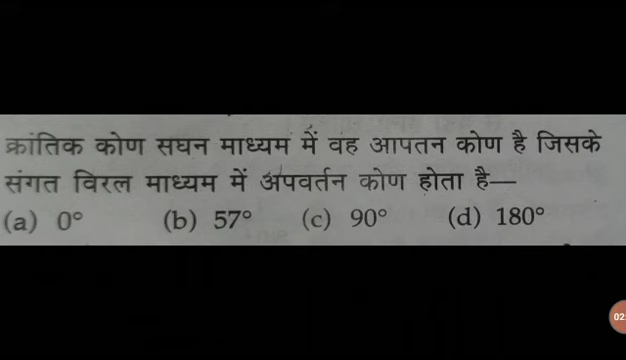 क्रांतिक कोण सघन माध्यम में वह आपतन कोण है जिसके
संगत विरल माध्यम में अपवर्तन कोण होता है—
(a) 0° (b) 57° (c) 90° (d) 180°